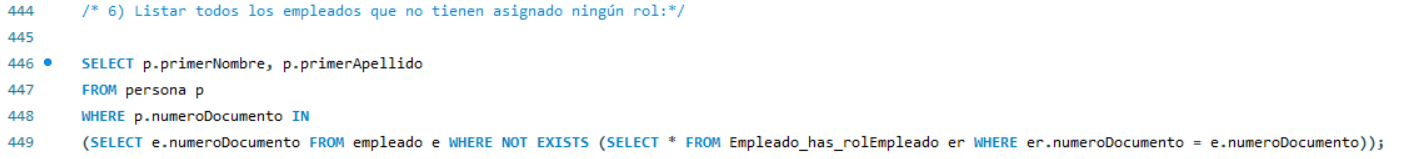 444 /* 6) Listar todos los empleados que no tienen asignado ningún rol:*/
445
446 SELECT p.primerNombre, p.primerApellido
447 FROM persona p
448 WHERE p.numeroDocumento IN
449 (SELECT e.numeroDocumento FROM empleado e WHERE NOT EXISTS (SELECT * FROM Empleado_has_rolEmpleado er WHERE er.numeroDocumento = e.numeroDocumento));